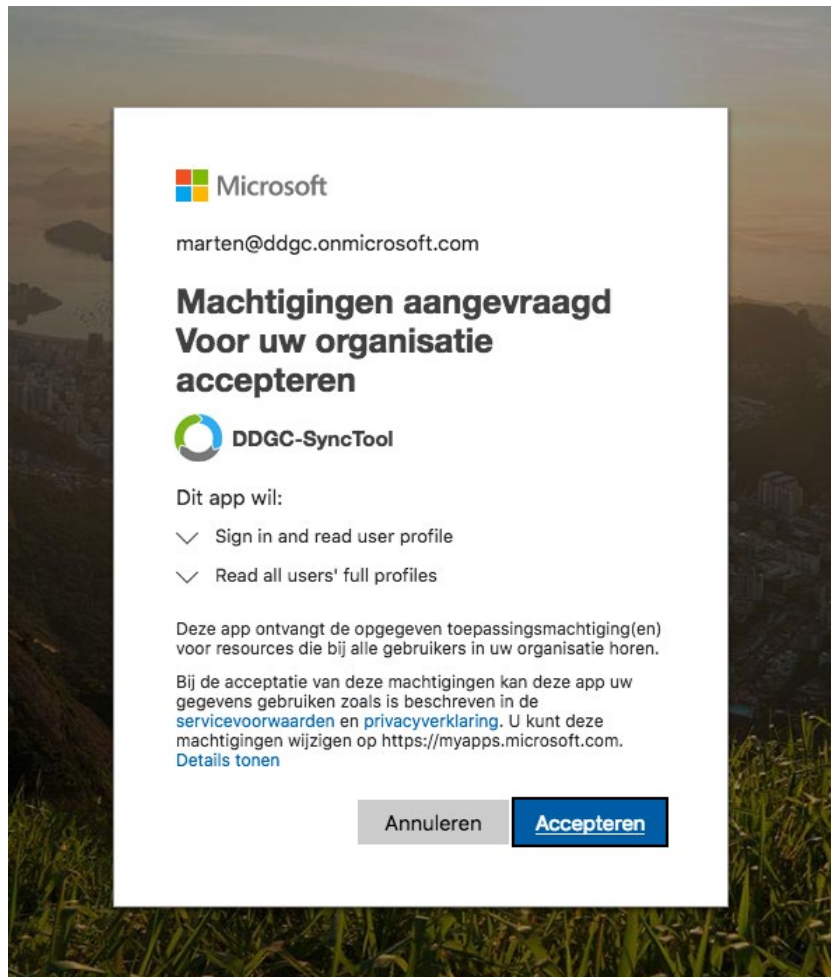 Microsoft
marten@ddgc.onmicrosoft.com
Machtigingen aangevraagd
Voor uw organisatie
accepteren
DDGC-SyncTool
Dit app wil:
Sign in and read user profile
Read all users' full profiles
Deze app ontvangt de opgegeven toepassingsmachtiging(en)
voor resources die bij alle gebruikers in uw organisatie horen.
Bij de acceptatie van deze machtigingen kan deze app uw
gegevens gebruiken zoals is beschreven in de
servicevoorwaarden en privacyverklaring. U kunt deze
machtigingen wijzigen op https://myapps.microsoft.com.
Details tonen
Annuleren Accepteren